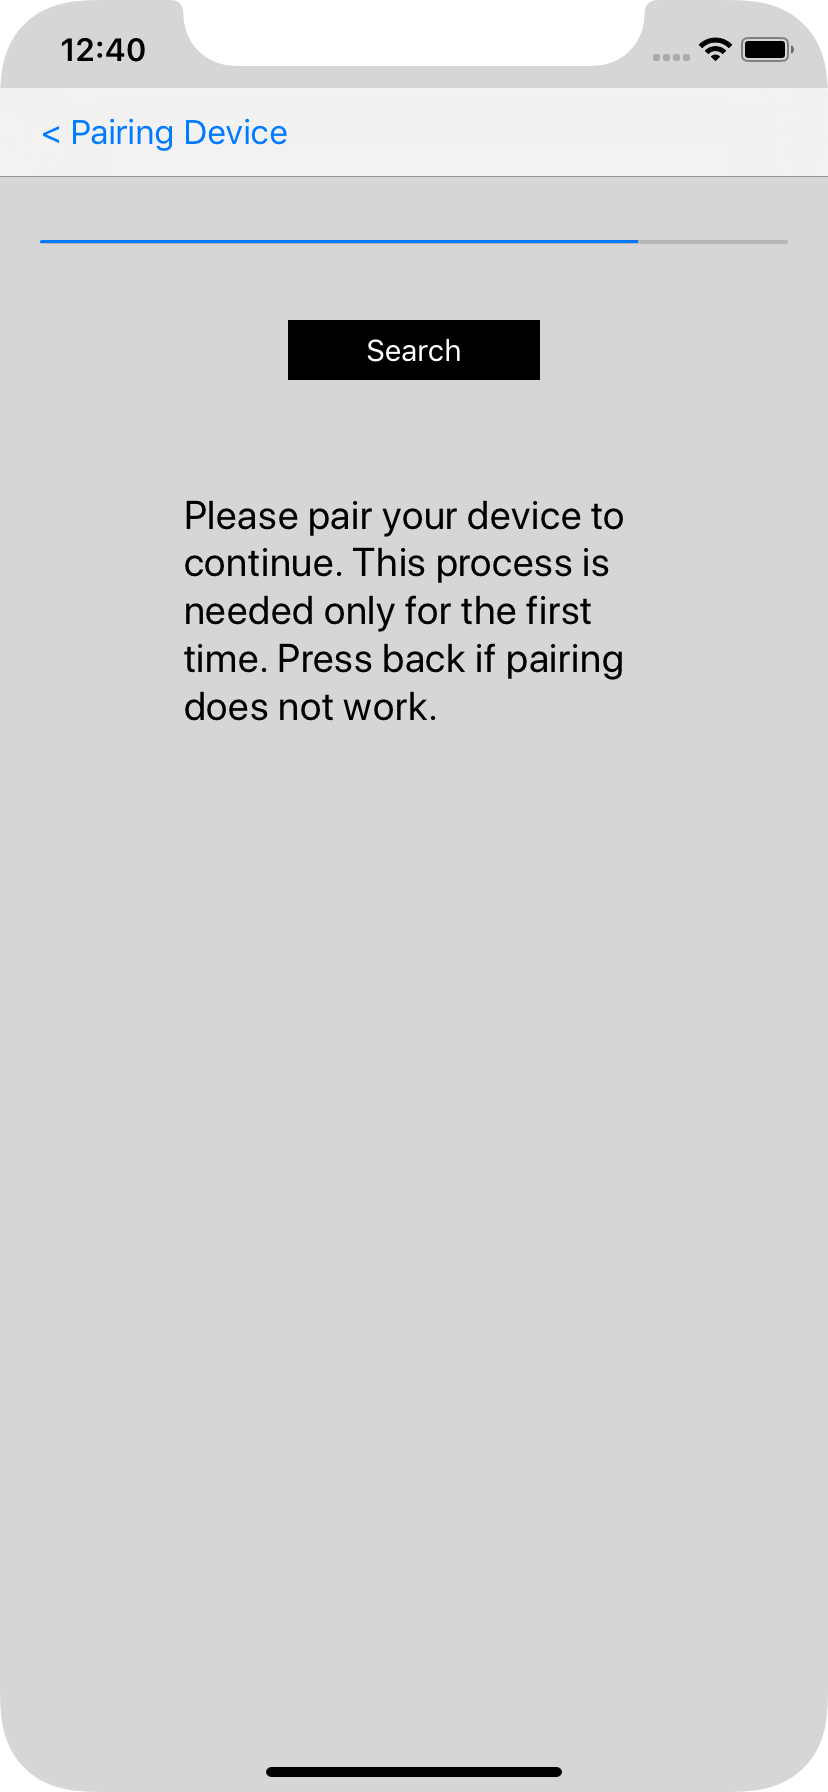 12:40
< Pairing Device
Search
Please pair your device to
continue. This process is
needed only for the first
time. Press back if pairing
does not work.